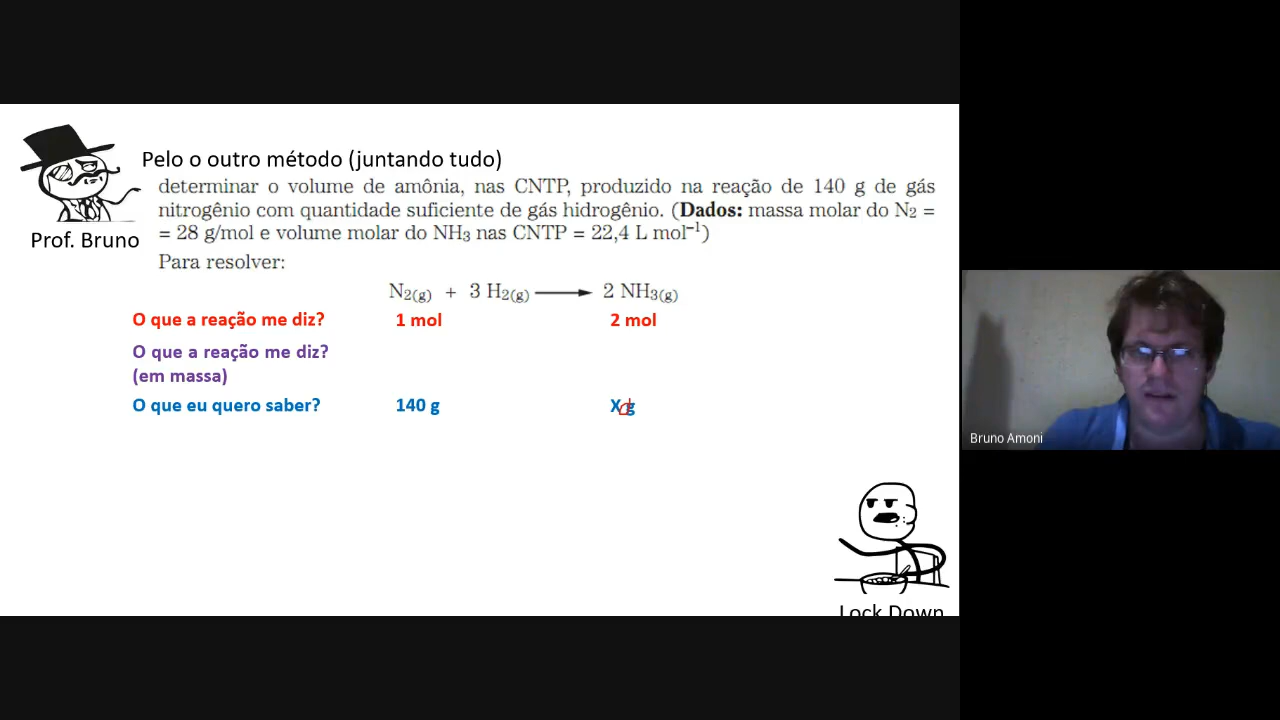 Pelo o outro método (juntando tudo)
determinar o volume de amônia, nas CNTP, produzido na reação de 140 g de gás
nitrogênio com quantidade suficiente de gás hidrogênio. (Dados: massa molar do N₂ =
= 28 g/mol e volume molar do NH₃ nas CNTP = 22,4 L mol⁻¹)
Prof. Bruno
Para resolver:
N₂(g) + 3 H₂(g) ⟶ 2 NH₃(g)
O que a reação me diz? 1 mol 2 mol
O que a reação me diz?
(em massa)
O que eu quero saber? 140 g X g
Bruno Amoni
Lock Down